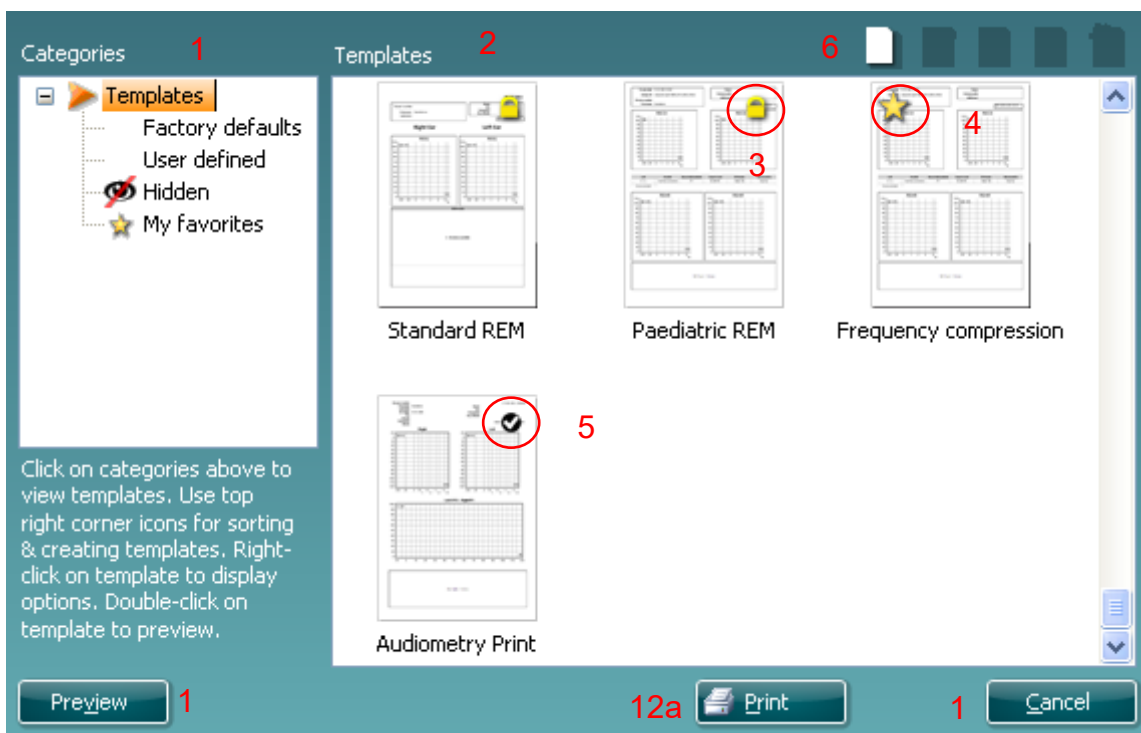 Categories 1
Templates 2
6
Templates
Factory defaults
User defined
Hidden
My favorites
3
4
Standard REM
Paediatric REM
Frequency compression
5
Audiometry Print
Click on categories above to
view templates. Use top
right corner icons for sorting
& creating templates. Right-
click on template to display
options. Double-click on
template to preview.
Preview 1
12a Print
1 Cancel